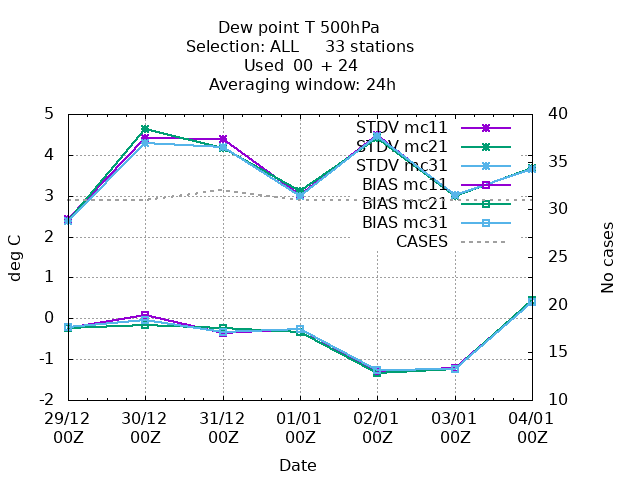 Dew point T 500hPa
Selection: ALL 33 stations
Used 00 + 24
Averaging window: 24h
5
4
3
2
1
0
-1
-2
deg C
40
35
30
25
20
15
10
No cases
STDV mc11
STDV mc21
STDV mc31
BIAS mc11
BIAS mc21
BIAS mc31
CASES
29/12 30/12 31/12 01/01 02/01 03/01 04/01
00Z 00Z 00Z 00Z 00Z 00Z 00Z
Date